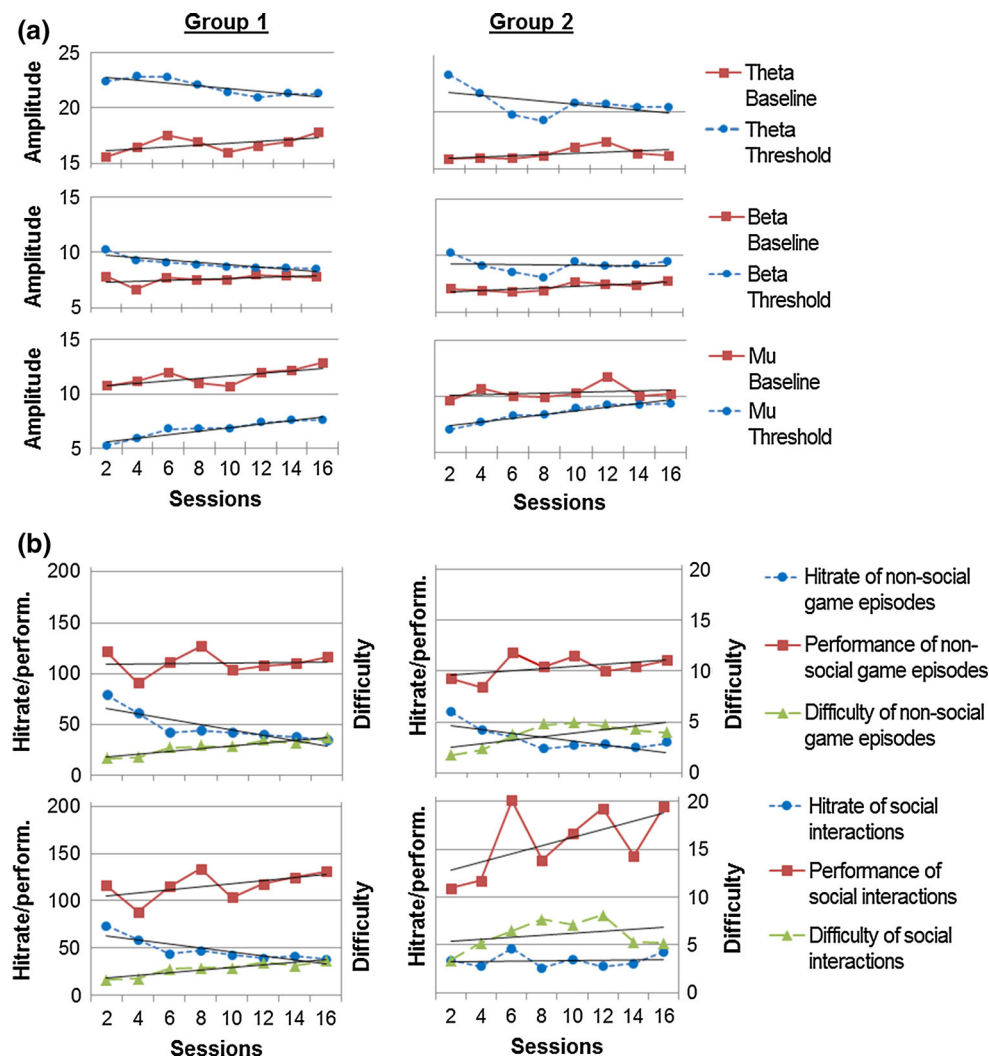 (a)
Group 1
Group 2
Amplitude
25
20
15
Theta
Baseline
Theta
Threshold
Amplitude
15
10
5
Beta
Baseline
Beta
Threshold
Amplitude
15
10
5
Mu
Baseline
Mu
Threshold
2 4 6 8 10 12 14 16
Sessions
2 4 6 8 10 12 14 16
Sessions
(b)
Hitrate/perform.
200
150
100
50
0
Difficulty
Hitrate/perform.
20
15
10
5
0
Difficulty
Hitrate of non-social
game episodes
Performance of non-
social game episodes
Difficulty of non-social
game episodes
Hitrate/perform.
200
150
100
50
0
Difficulty
Hitrate/perform.
20
15
10
5
0
Difficulty
Hitrate of social
interactions
Performance of
social interactions
Difficulty of social
interactions
2 4 6 8 10 12 14 16
Sessions
2 4 6 8 10 12 14 16
Sessions